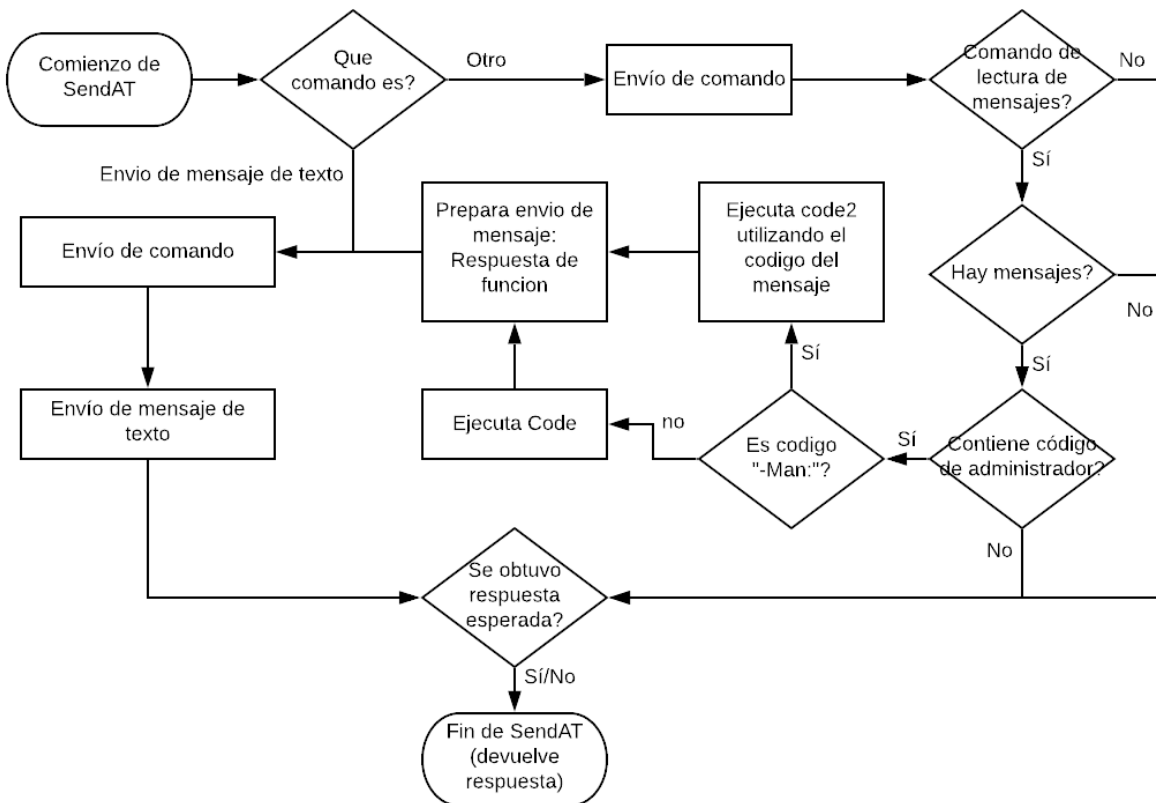 Comienzo de
SendAT
Que
comando es?
Otro
Envío de comando
Comando de
lectura de
mensajes?
No
Sí
Envio de mensaje de texto
Envío de comando
Prepara envio de
mensaje:
Respuesta de
funcion
Ejecuta code2
utilizando el
codigo del
mensaje
Hay mensajes?
No
Sí
Sí
Envío de mensaje de
texto
Ejecuta Code
no
Es codigo
"-Man:"?
Sí
Contiene código
de administrador?
No
Se obtuvo
respuesta
esperada?
Sí/No
Fin de SendAT
(devuelve
respuesta)